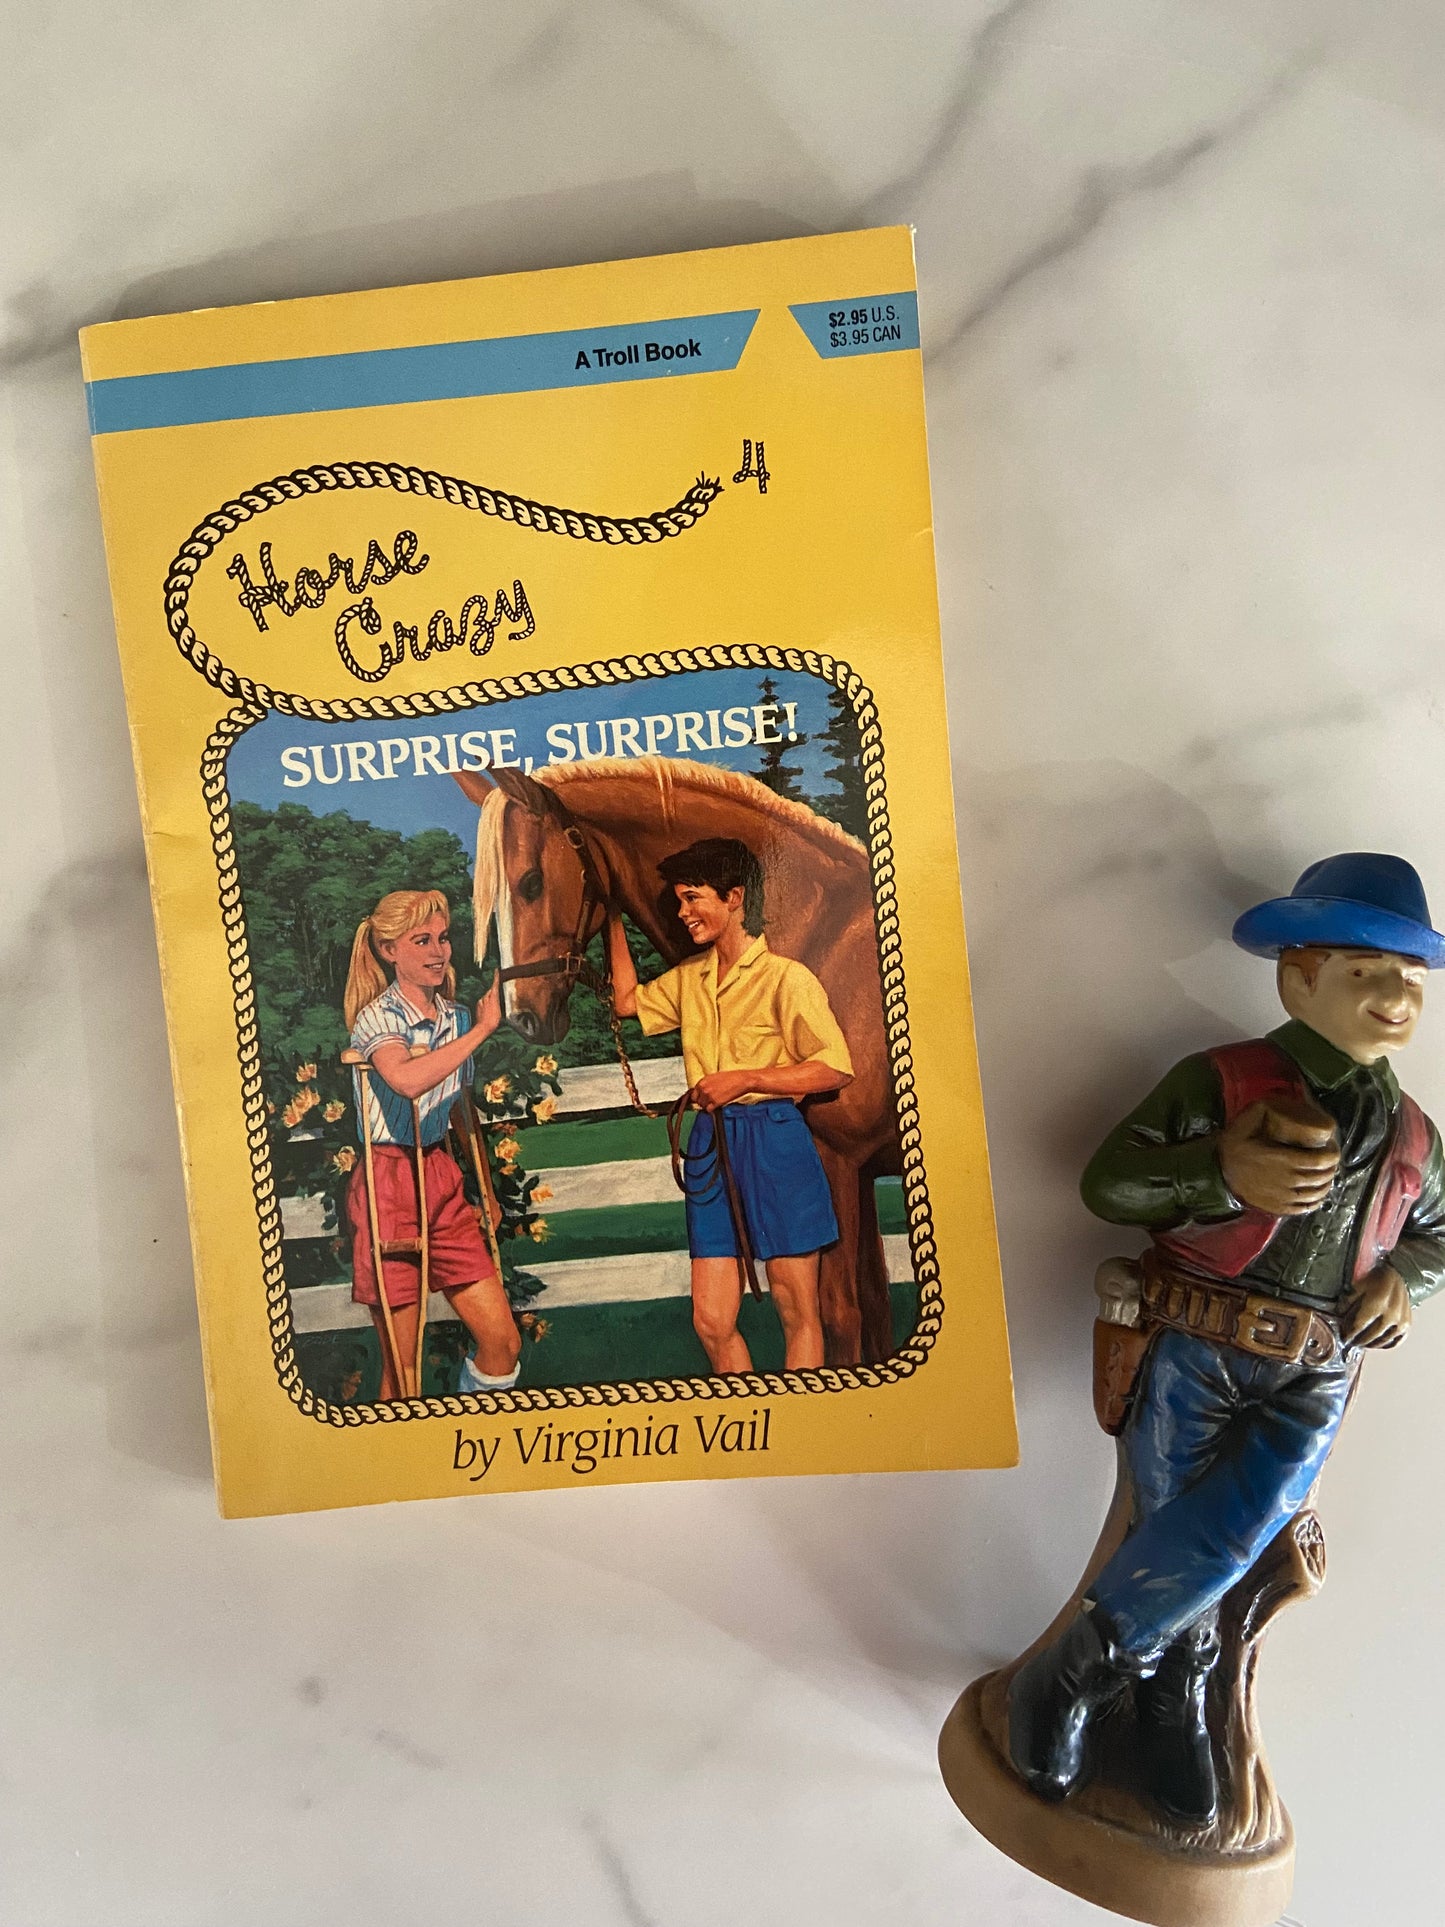 A Troll Book
$2.95 U.S.
$3.95 CAN
4
Horse
Crazy
SURPRISE, SURPRISE!
by Virginia Vail